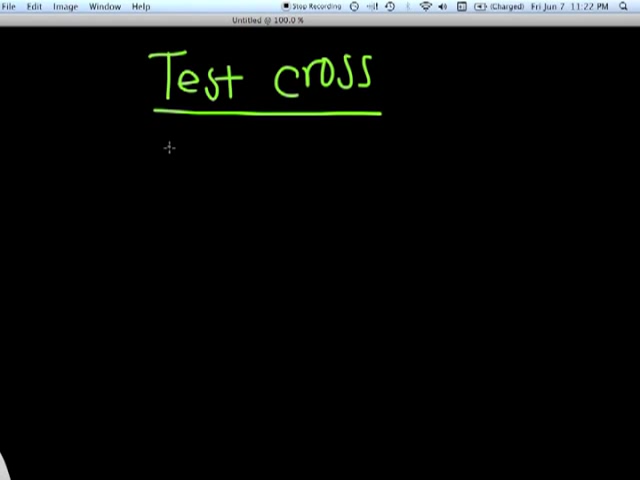 File Edit Image Window Help Stop Recording (Charged) Fri Jun 7 11:22 PM
Untitled @ 100.0 %
Test cross